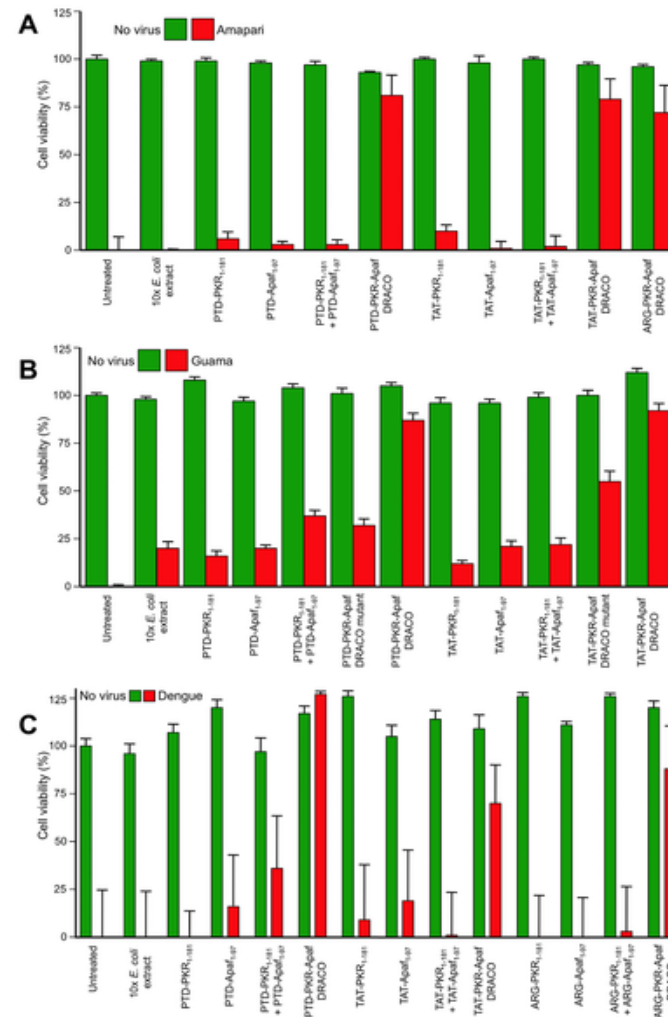 A
No virus Amapari
Cell viability (%)
125
100
75
50
25
0
Untreated
10x E. coli
extract
PTD-PKR1-181
PTD-Apaf1-97
PTD-PKR1-181
+ PTD-Apaf1-97
PTD-PKR-Apaf
DRACO
TAT-PKR1-181
TAT-Apaf1-97
TAT-PKR1-181
+ TAT-Apaf1-97
TAT-PKR-Apaf
DRACO
ARG-PKR-Apaf
DRACO
B
No virus Guama
Cell viability (%)
125
100
75
50
25
0
Untreated
10x E. coli
extract
PTD-PKR1-181
PTD-Apaf1-97
PTD-PKR1-181
+ PTD-Apaf1-97
PTD-PKR-Apaf
DRACO mutant
PTD-PKR-Apaf
DRACO
TAT-PKR1-181
TAT-Apaf1-97
TAT-PKR1-181
+ TAT-Apaf1-97
TAT-PKR-Apaf
DRACO mutant
TAT-PKR-Apaf
DRACO
C
No virus Dengue
Cell viability (%)
125
100
75
50
25
0
Untreated
10x E. coli
extract
PTD-PKR1-181
PTD-Apaf1-97
PTD-PKR1-181
+ PTD-Apaf1-97
PTD-PKR-Apaf
DRACO
TAT-PKR1-181
TAT-Apaf1-97
TAT-PKR1-181
+ TAT-Apaf1-97
TAT-PKR-Apaf
DRACO
ARG-PKR1-181
ARG-Apaf1-97
ARG-PKR1-181
+ ARG-Apaf1-97
ARG-PKR-Apaf